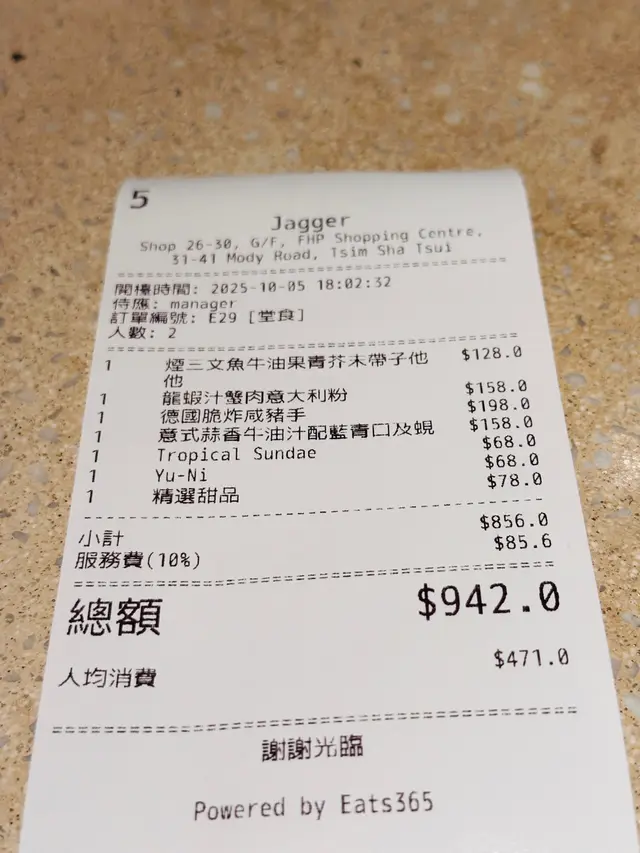 5
Jagger
Shop 26-30, G/F, FHP Shopping Centre,
31-41 Mody Road, Tsim Sha Tsui
開檯時間: 2025-10-05 18:02:32
侍應: manager
訂單編號: E29 [堂食]
人數: 2
1 煙三文魚牛油果青芥末帶子他 $128.0
他
1 龍蝦汁蟹肉意大利粉 $158.0
1 德國脆炸咸豬手 $198.0
1 意式蒜香牛油汁配藍青口及蜆 $158.0
1 Tropical Sundae $68.0
1 Yu-Ni $68.0
1 精選甜品 $78.0
小計 $856.0
服務費(10%) $85.6
總額 $942.0
人均消費 $471.0
謝謝光臨
Powered by Eats365